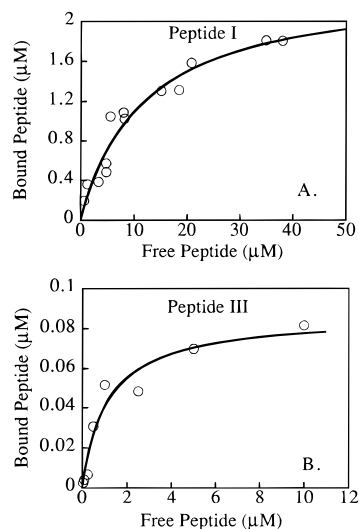 2
1.6
1.2
0.8
0.4
0
Bound Peptide (μM)
Peptide I
A.
0 10 20 30 40 50
Free Peptide (μM)
0.1
0.08
0.06
0.04
0.02
0
Bound Peptide (μM)
Peptide III
B.
0 2 4 6 8 10 12
Free Peptide (μM)